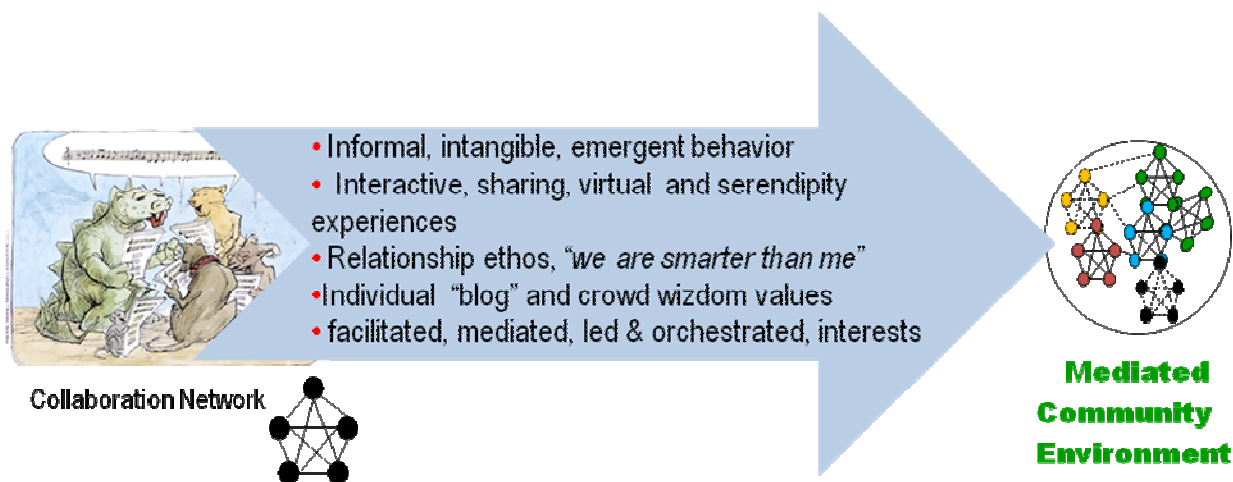 • Informal, intangible, emergent behavior
• Interactive, sharing, virtual and serendipity
experiences
• Relationship ethos, “we are smarter than me”
•Individual “blog” and crowd wizdom values
• facilitated, mediated, led & orchestrated, interests
Collaboration Network
Mediated
Community
Environment